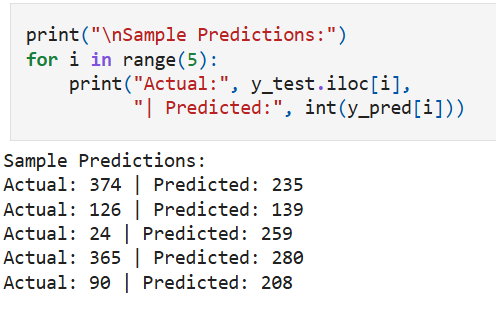 print("\nSample Predictions:")
for i in range(5):
    print("Actual:", y_test.iloc[i],
          "| Predicted:", int(y_pred[i]))
Sample Predictions:
Actual: 374 | Predicted: 235
Actual: 126 | Predicted: 139
Actual: 24 | Predicted: 259
Actual: 365 | Predicted: 280
Actual: 90 | Predicted: 208